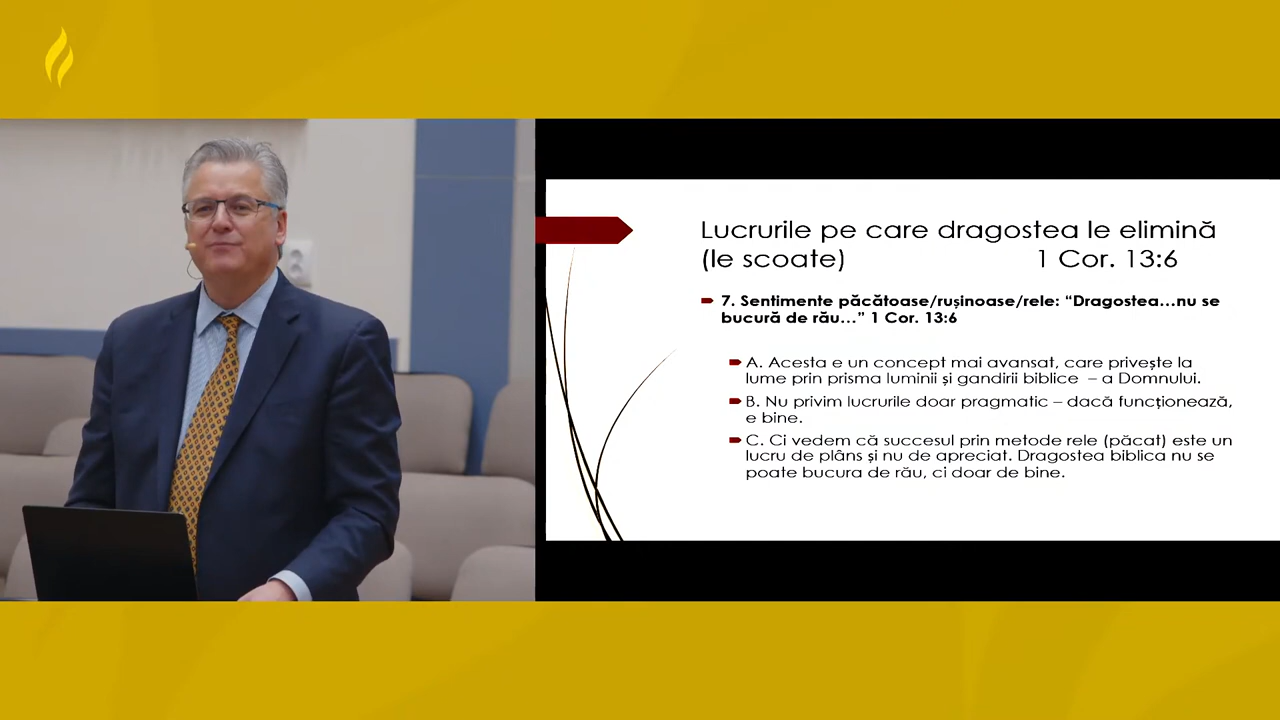 Lucrurile pe care dragostea le elimină
(le scoate) 1 Cor. 13:6
7. Sentimente păcătoase/rușinoase/rele: “Dragostea...nu se
bucură de rău...” 1 Cor. 13:6
A. Acesta e un concept mai avansat, care privește la
lume prin prisma luminii și gandirii biblice – a Domnului.
B. Nu privim lucrurile doar pragmatic – dacă funcționează,
e bine.
C. Ci vedem că succesul prin metode rele (păcat) este un
lucru de plâns și nu de apreciat. Dragostea biblica nu se
poate bucura de rău, ci doar de bine.